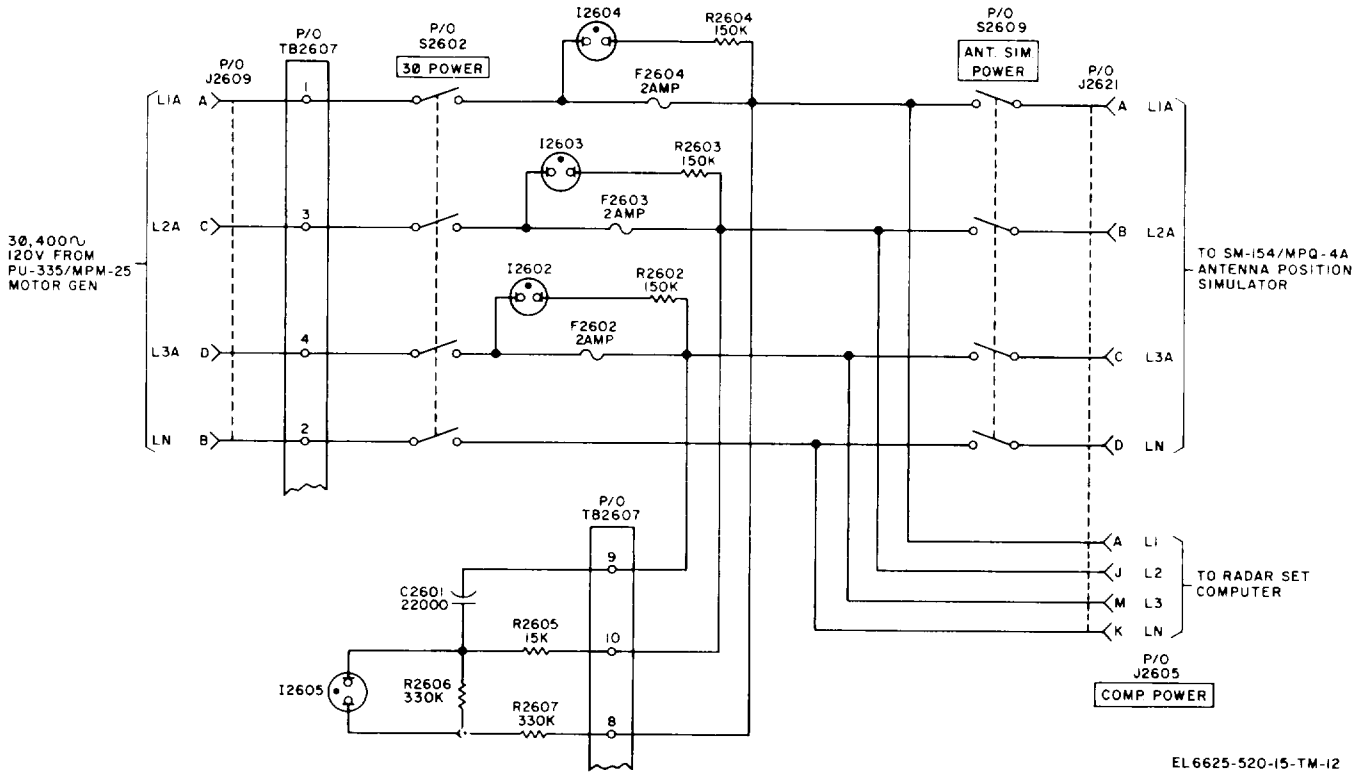 P/O
J2609
P/O
TB2607
P/O
S2602
30 POWER
I2604
R2604
150K
F2604
2AMP
P/O
S2609
ANT. SIM
POWER
P/O
J2621
L1A A
1
A L1A
I2603
R2603
150K
F2603
2AMP
L2A C
3
B L2A
30,400∿
120V FROM
PU-335/MPM-25
MOTOR GEN
TO SM-154/MPQ-4A
ANTENNA POSITION
SIMULATOR
I2602
R2602
150K
F2602
2AMP
L3A D
4
C L3A
LN B
2
D LN
P/O
TB2607
9
10
8
C2601
22000
R2605
15K
I2605
R2606
330K
R2607
330K
A L1
J L2
M L3
K LN
TO RADAR SET
COMPUTER
P/O
J2605
COMP POWER
EL6625-520-15-TM-12